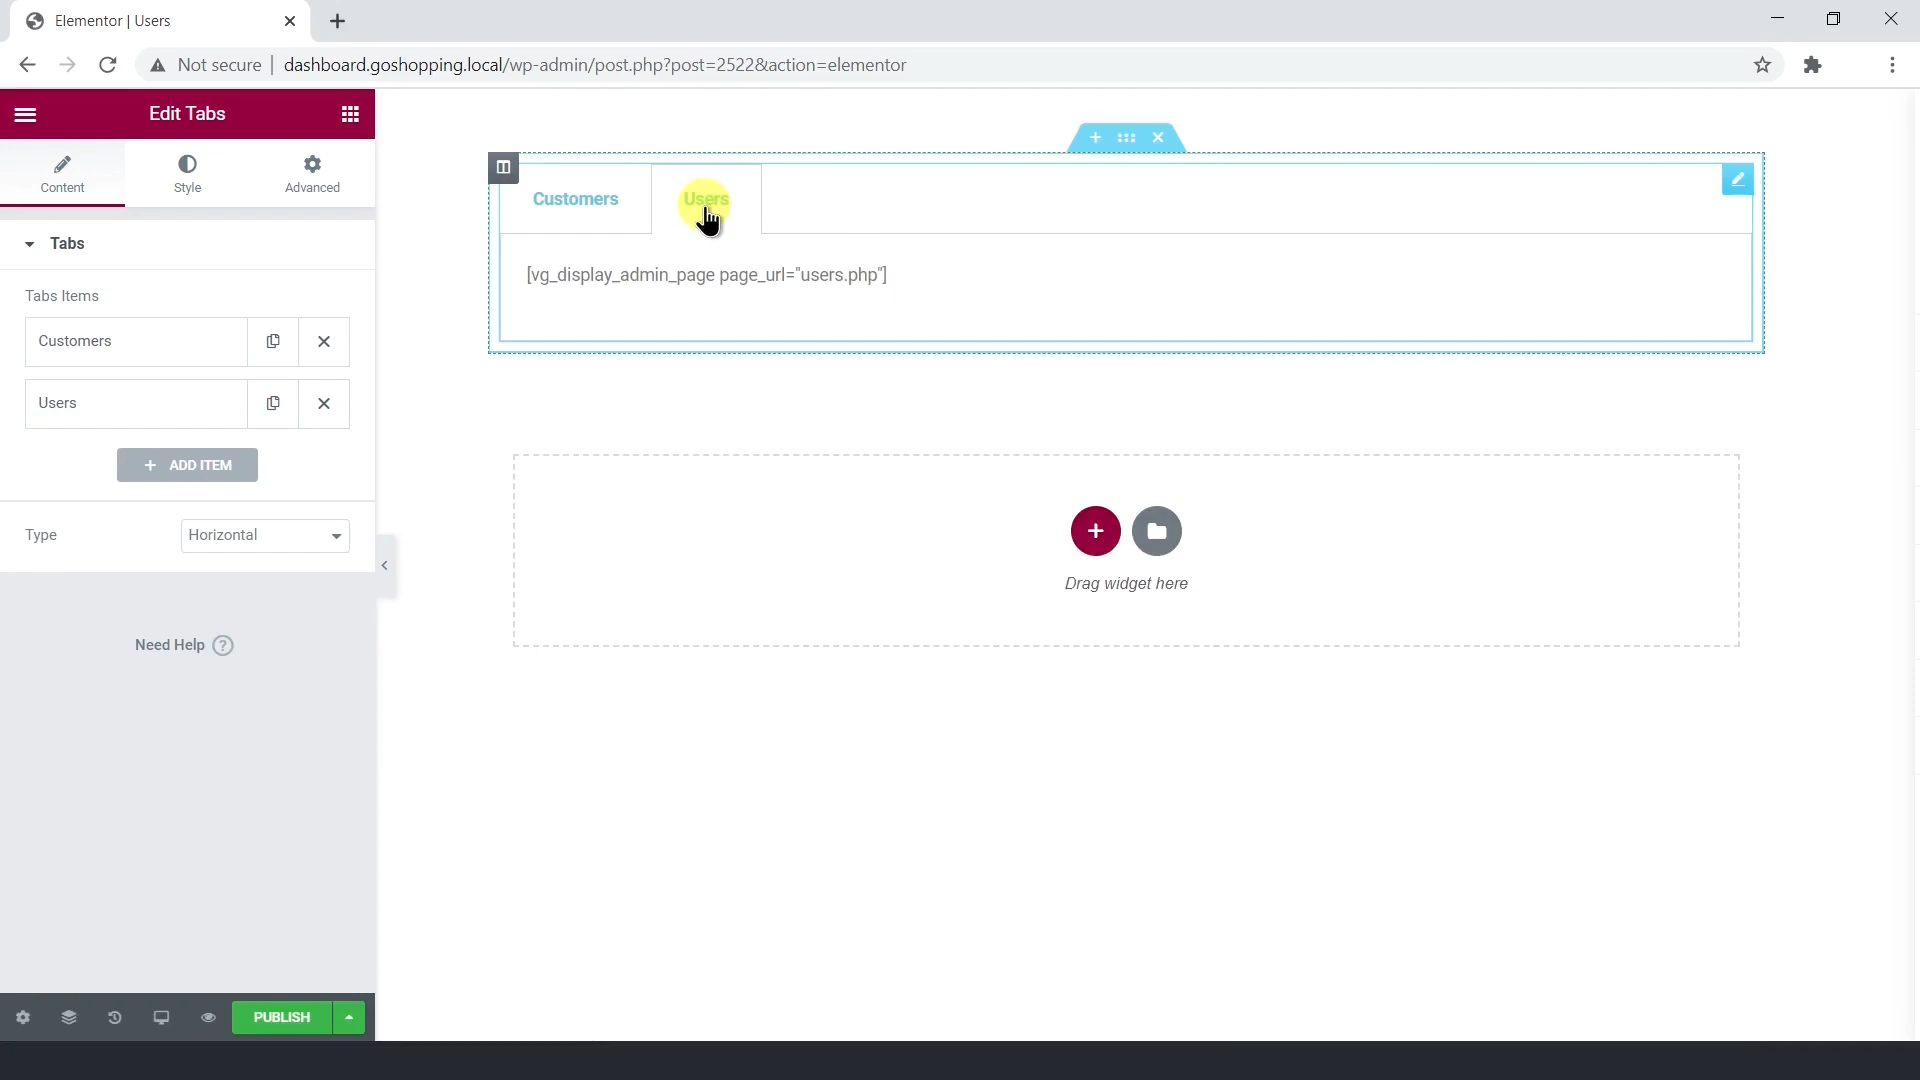 Elementor | Users
Not secure
dashboard.goshopping.local/wp-admin/post.php?post=2522&action=elementor
Edit Tabs
Content
Style
Advanced
Tabs
Tabs Items
Customers
Users
ADD ITEM
Type
Horizontal
Need Help
PUBLISH
Customers
Users
[vg_display_admin_page page_url="users.php"]
Drag widget here